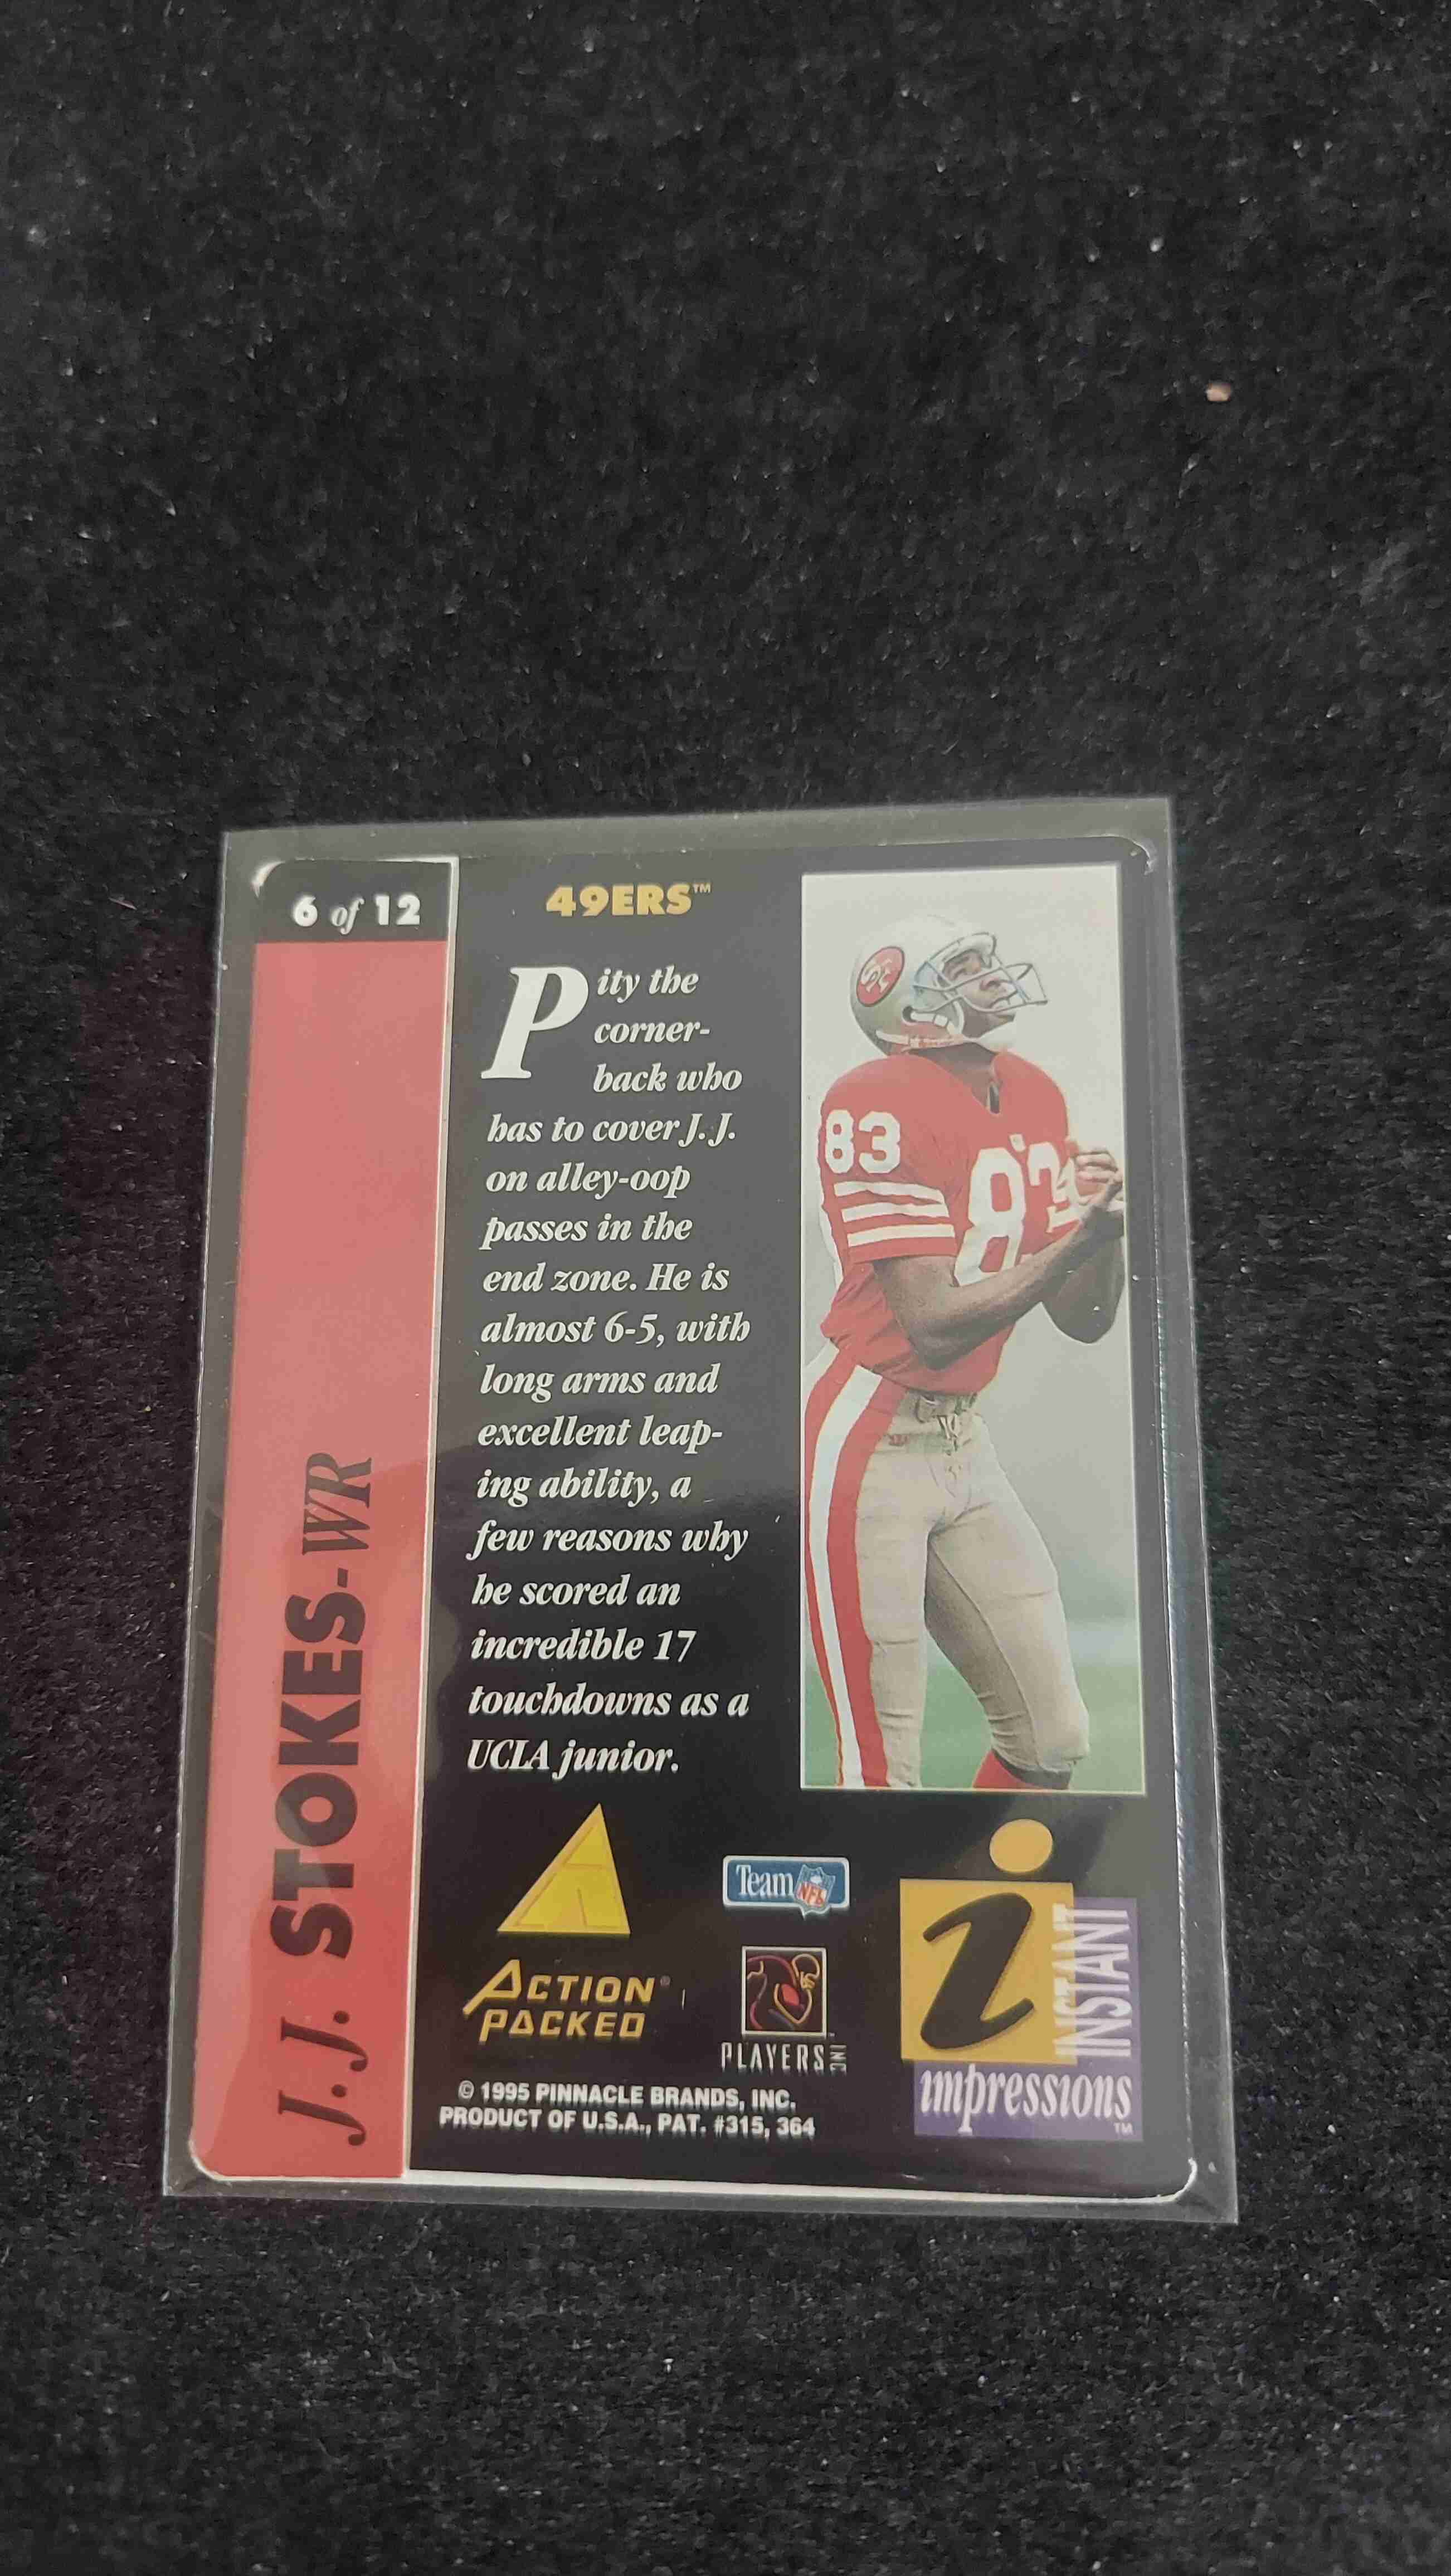 6 of 12
J.J. STOKES-WR
49ERS™
Pity the
corner-
back who
has to cover J.J.
on alley-oop
passes in the
end zone. He is
almost 6-5, with
long arms and
excellent leap-
ing ability, a
few reasons why
he scored an
incredible 17
touchdowns as a
UCLA junior.
83
83
SF
ACTION
PACKED®
Team NFL
PLAYERS INC
© 1995 PINNACLE BRANDS, INC.
PRODUCT OF U.S.A., PAT. #315, 364
i
INSTANT
impressions™